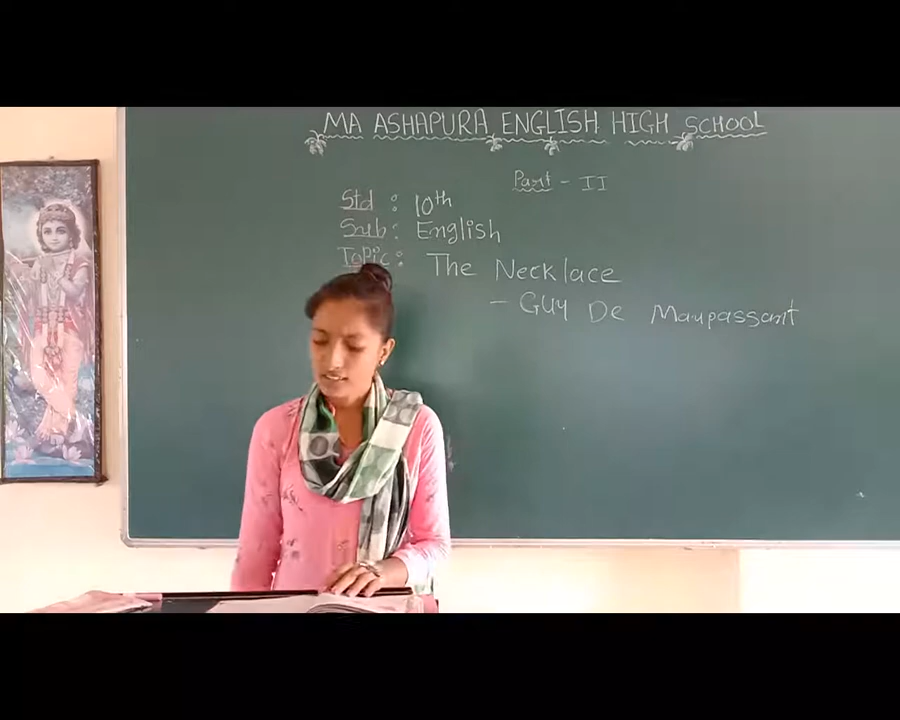 MA ASHAPURA ENGLISH HIGH SCHOOL
Part - II
Std : 10th
Sub : English
Topic : The Necklace
- Guy De Maupassant